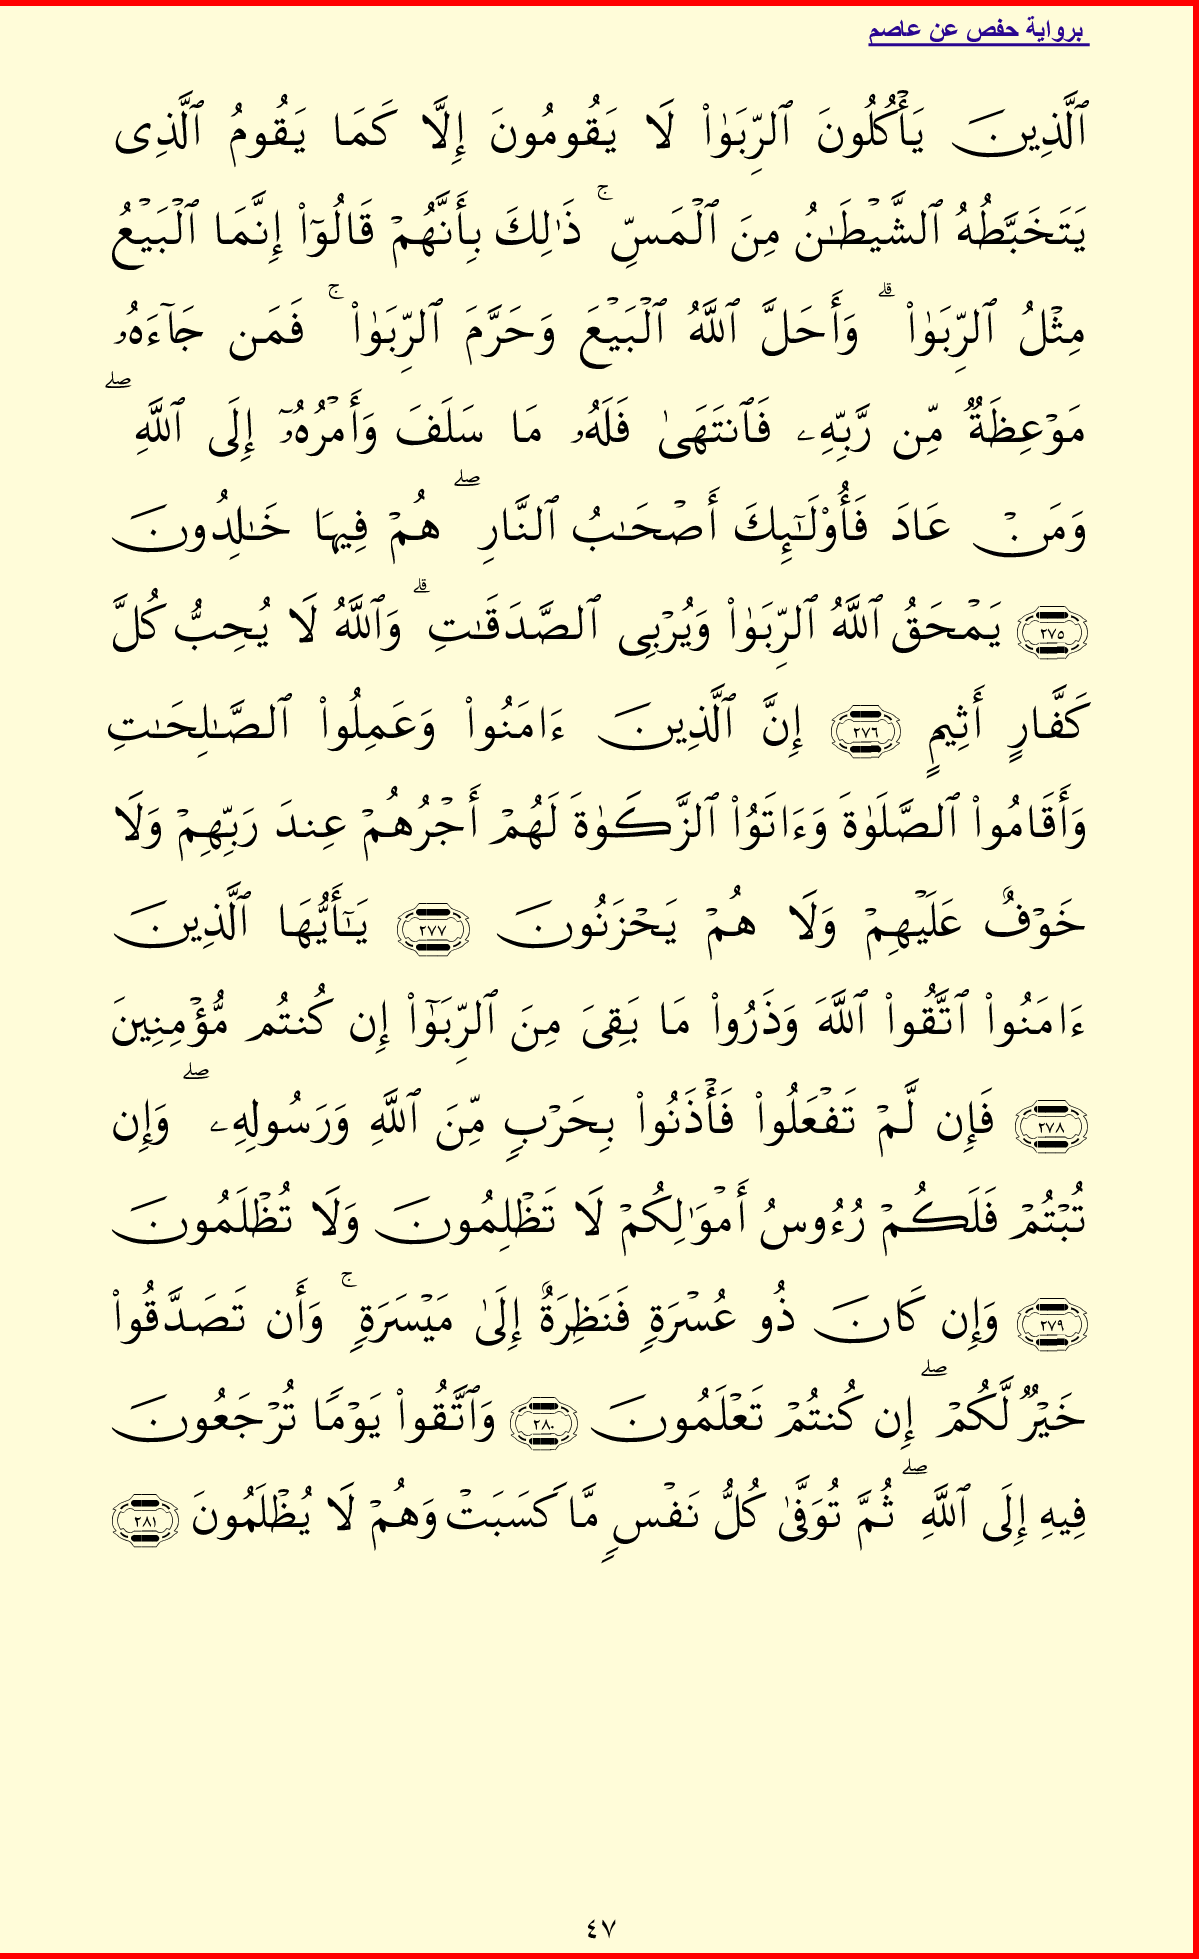 برواية حفص عن عاصم
ٱلَّذِينَ يَأۡكُلُونَ ٱلرِّبَوٰاْ لَا يَقُومُونَ إِلَّا كَمَا يَقُومُ ٱلَّذِى
يَتَخَبَّطُهُ ٱلشَّيۡطَـٰنُ مِنَ ٱلۡمَسِّ‌ۚ ذَٲلِكَ بِأَنَّهُمۡ قَالُوٓاْ إِنَّمَا ٱلۡبَيۡعُ
مِثۡلُ ٱلرِّبَوٰاْ‌ۗ وَأَحَلَّ ٱللَّهُ ٱلۡبَيۡعَ وَحَرَّمَ ٱلرِّبَوٰاْ‌ۚ فَمَن جَآءَهُۥ
مَوۡعِظَةٌ۬ مِّن رَّبِّهِۦ فَٱنتَهَىٰ فَلَهُۥ مَا سَلَفَ وَأَمۡرُهُۥۤ إِلَى ٱللَّهِ‌ۖ
وَمَنۡ عَادَ فَأُوْلَـٰٓٮِٕكَ أَصۡحَـٰبُ ٱلنَّارِ‌ۖ هُمۡ فِيهَا خَـٰلِدُونَ
٢٧٥ يَمۡحَقُ ٱللَّهُ ٱلرِّبَوٰاْ وَيُرۡبِى ٱلصَّدَقَـٰتِ‌ۗ وَٱللَّهُ لَا يُحِبُّ كُلَّ
كَفَّارٍ أَثِيمٍ ٢٧٦ إِنَّ ٱلَّذِينَ ءَامَنُواْ وَعَمِلُواْ ٱلصَّـٰلِحَـٰتِ
وَأَقَامُواْ ٱلصَّلَوٰةَ وَءَاتَوُاْ ٱلزَّڪَوٰةَ لَهُمۡ أَجۡرُهُمۡ عِندَ رَبِّهِمۡ وَلَا
خَوۡفٌ عَلَيۡهِمۡ وَلَا هُمۡ يَحۡزَنُونَ ٢٧٧ يَـٰٓأَيُّهَا ٱلَّذِينَ
ءَامَنُواْ ٱتَّقُواْ ٱللَّهَ وَذَرُواْ مَا بَقِىَ مِنَ ٱلرِّبَوٰٓاْ إِن كُنتُم مُّؤۡمِنِينَ
٢٧٨ فَإِن لَّمۡ تَفۡعَلُواْ فَأۡذَنُواْ بِحَرۡبٍ۬ مِّنَ ٱللَّهِ وَرَسُولِهِۦ‌ۖ وَإِن
تُبۡتُمۡ فَلَڪُمۡ رُءُوسُ أَمۡوَٲلِكُمۡ لَا تَظۡلِمُونَ وَلَا تُظۡلَمُونَ
٢٧٩ وَإِن كَانَ ذُو عُسۡرَةٍ۬ فَنَظِرَةٌ إِلَىٰ مَيۡسَرَةٍ۬‌ۚ وَأَن تَصَدَّقُواْ
خَيۡرٌ۬ لَّكُمۡ‌ۖ إِن كُنتُمۡ تَعۡلَمُونَ ٢٨٠ وَٱتَّقُواْ يَوۡمً۬ا تُرۡجَعُونَ
فِيهِ إِلَى ٱللَّهِ‌ۖ ثُمَّ تُوَفَّىٰ كُلُّ نَفۡسٍ۬ مَّا ڪَسَبَتۡ وَهُمۡ لَا يُظۡلَمُونَ ٢٨١
٤٧